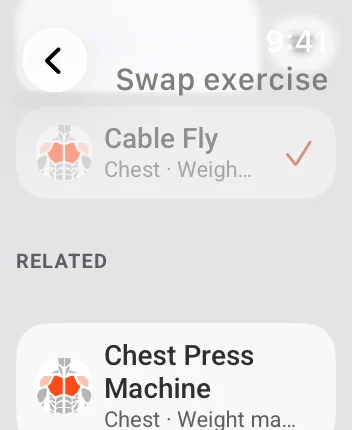 9:41
Swap exercise
Cable Fly
Chest · Weigh...
RELATED
Chest Press
Machine
Chest · Weight ma...